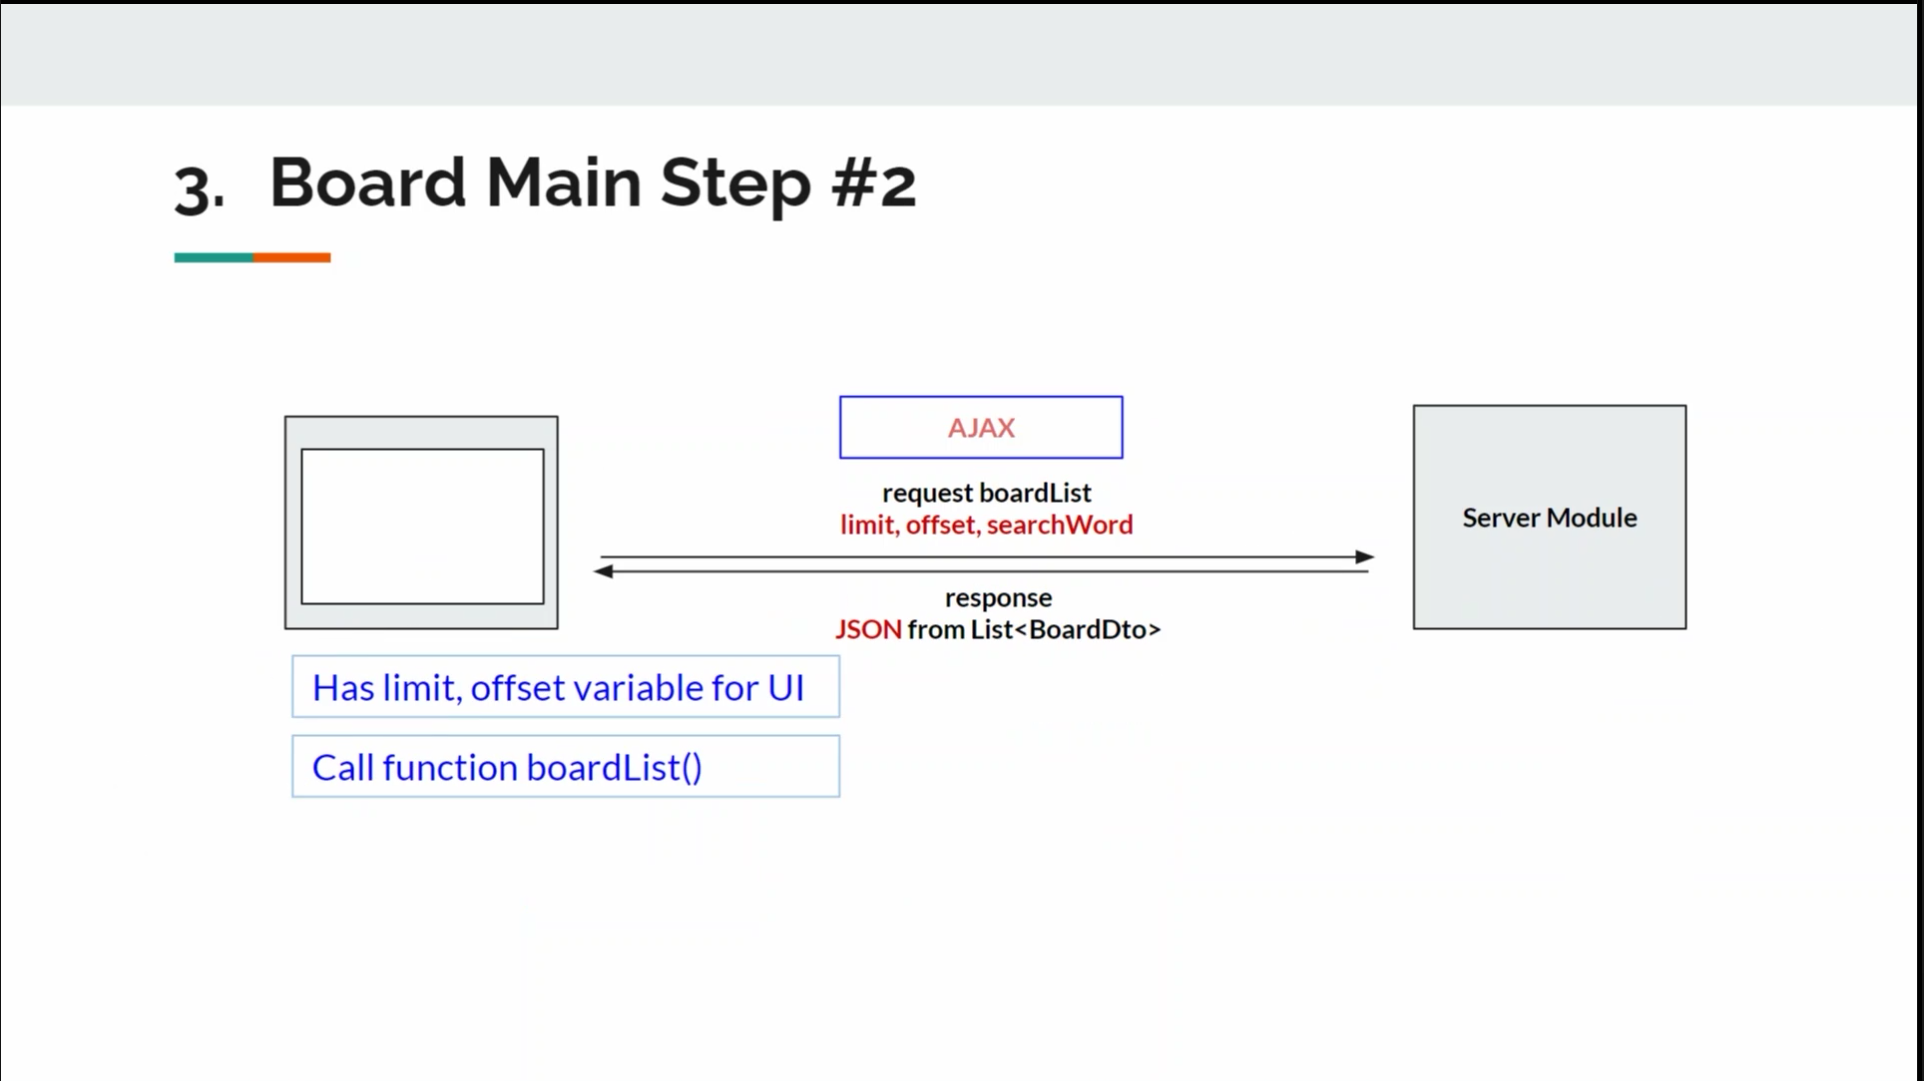 3. Board Main Step #2
AJAX
request boardList
limit, offset, searchWord
Server Module
response
JSON from List<BoardDto>
Has limit, offset variable for UI
Call function boardList()